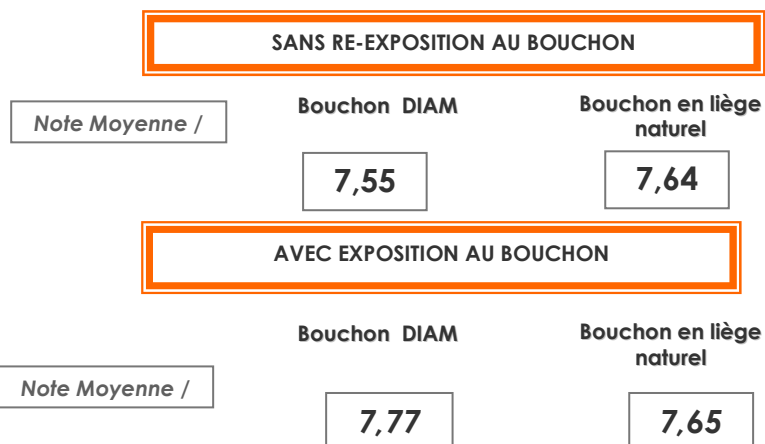 SANS RE-EXPOSITION AU BOUCHON
Note Moyenne /
Bouchon DIAM
Bouchon en liège
naturel
7,55
7,64
AVEC EXPOSITION AU BOUCHON
Bouchon DIAM
Bouchon en liège
naturel
Note Moyenne /
7,77
7,65